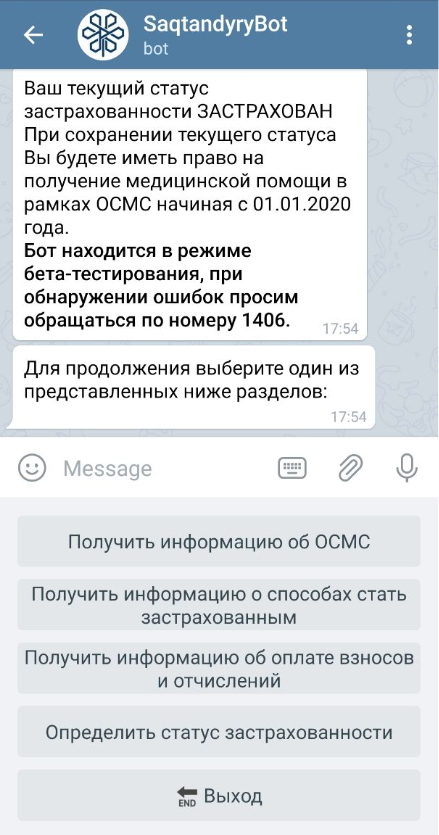 SaqtandyryBot
bot
Ваш текущий статус
застрахованности ЗАСТРАХОВАН
При сохранении текущего статуса
Вы будете иметь право на
получение медицинской помощи в
рамках ОСМС начиная с 01.01.2020
года.
Бот находится в режиме
бета-тестирования, при
обнаружении ошибок просим
обращаться по номеру 1406.
17:54
Для продолжения выберите один из
представленных ниже разделов:
17:54
Message
Получить информацию об ОСМС
Получить информацию о способах стать
застрахованным
Получить информацию об оплате взносов
и отчислений
Определить статус застрахованности
END Выход